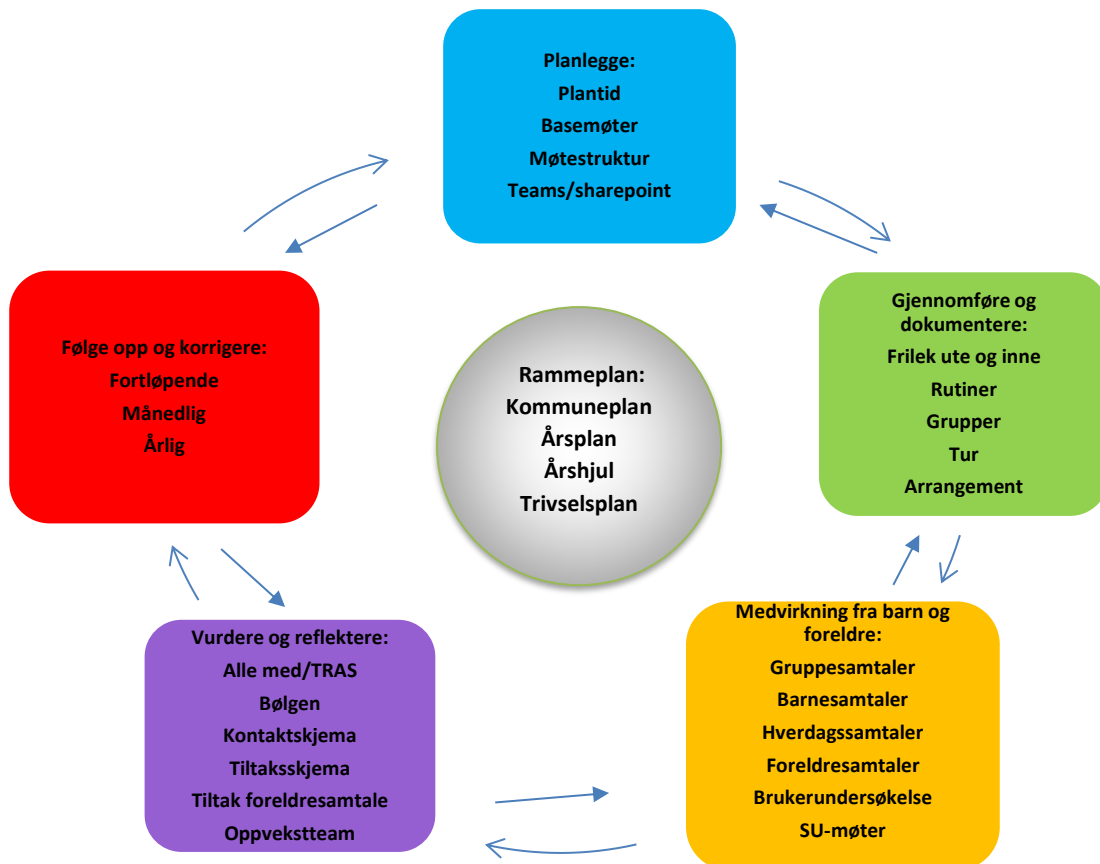 Planlegge:
Plantid
Basemøter
Møtestruktur
Teams/sharepoint
Gjennomføre og
dokumentere:
Frilek ute og inne
Rutiner
Grupper
Tur
Arrangement
Følge opp og korrigere:
Fortløpende
Månedlig
Årlig
Rammeplan:
Kommuneplan
Årsplan
Årshjul
Trivselsplan
Medvirkning fra barn og
foreldre:
Gruppesamtaler
Barnesamtaler
Hverdagssamtaler
Foreldresamtaler
Brukerundersøkelse
SU-møter
Vurdere og reflektere:
Alle med/TRAS
Bølgen
Kontaktskjema
Tiltaksskjema
Tiltak foreldresamtale
Oppvekstteam